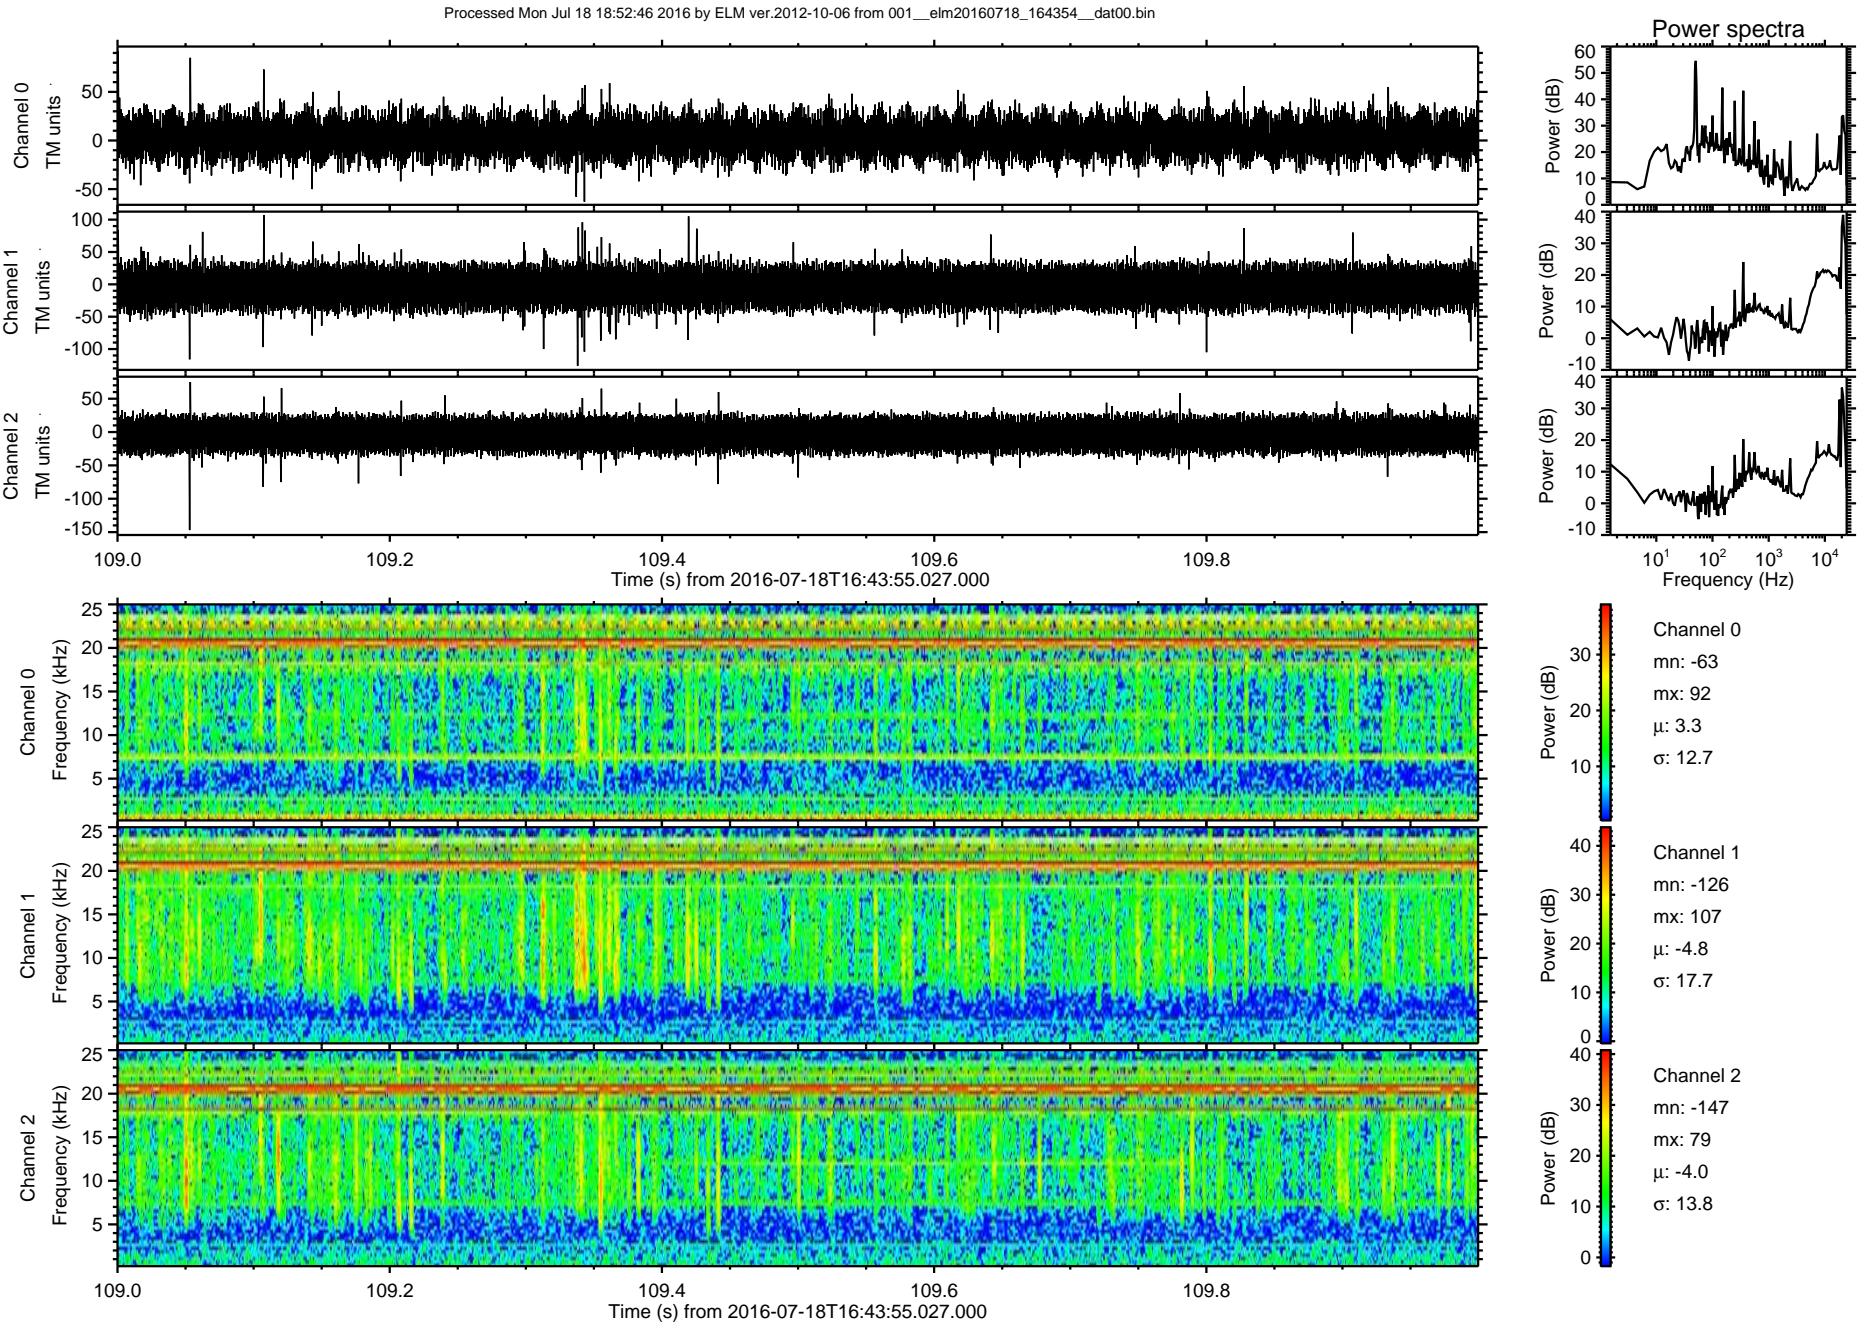 Processed Mon Jul 18 18:52:46 2016 by ELM ver.2012-10-06 from 001__elm20160718_164354__dat00.bin
Power spectra
Channel 0
TM units
50
0
-50
Power (dB)
60
50
40
30
20
10
0
Channel 1
TM units
100
50
0
-50
-100
Power (dB)
40
30
20
10
0
-10
Channel 2
TM units
50
0
-50
-100
-150
Power (dB)
40
30
20
10
0
-10
109.0 109.2 109.4 109.6 109.8
Time (s) from 2016-07-18T16:43:55.027.000
10^1 10^2 10^3 10^4
Frequency (Hz)
Channel 0
Frequency (kHz)
25
20
15
10
5
Power (dB)
30
20
10
Channel 0
mn: -63
mx: 92
μ: 3.3
σ: 12.7
Channel 1
Frequency (kHz)
25
20
15
10
5
Power (dB)
40
30
20
10
0
Channel 1
mn: -126
mx: 107
μ: -4.8
σ: 17.7
Channel 2
Frequency (kHz)
25
20
15
10
5
Power (dB)
40
30
20
10
0
Channel 2
mn: -147
mx: 79
μ: -4.0
σ: 13.8
109.0 109.2 109.4 109.6 109.8
Time (s) from 2016-07-18T16:43:55.027.000